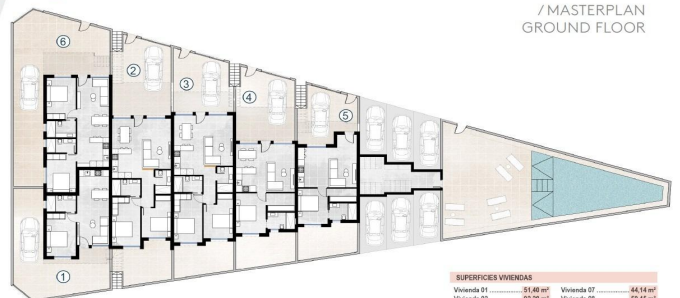 / MASTERPLAN
GROUND FLOOR
6
2
3
4
5
1
SUPERFICIES VIVIENDAS
Vivienda 01 ............ 51,40 m² Vivienda 07 ............ 44,14 m²